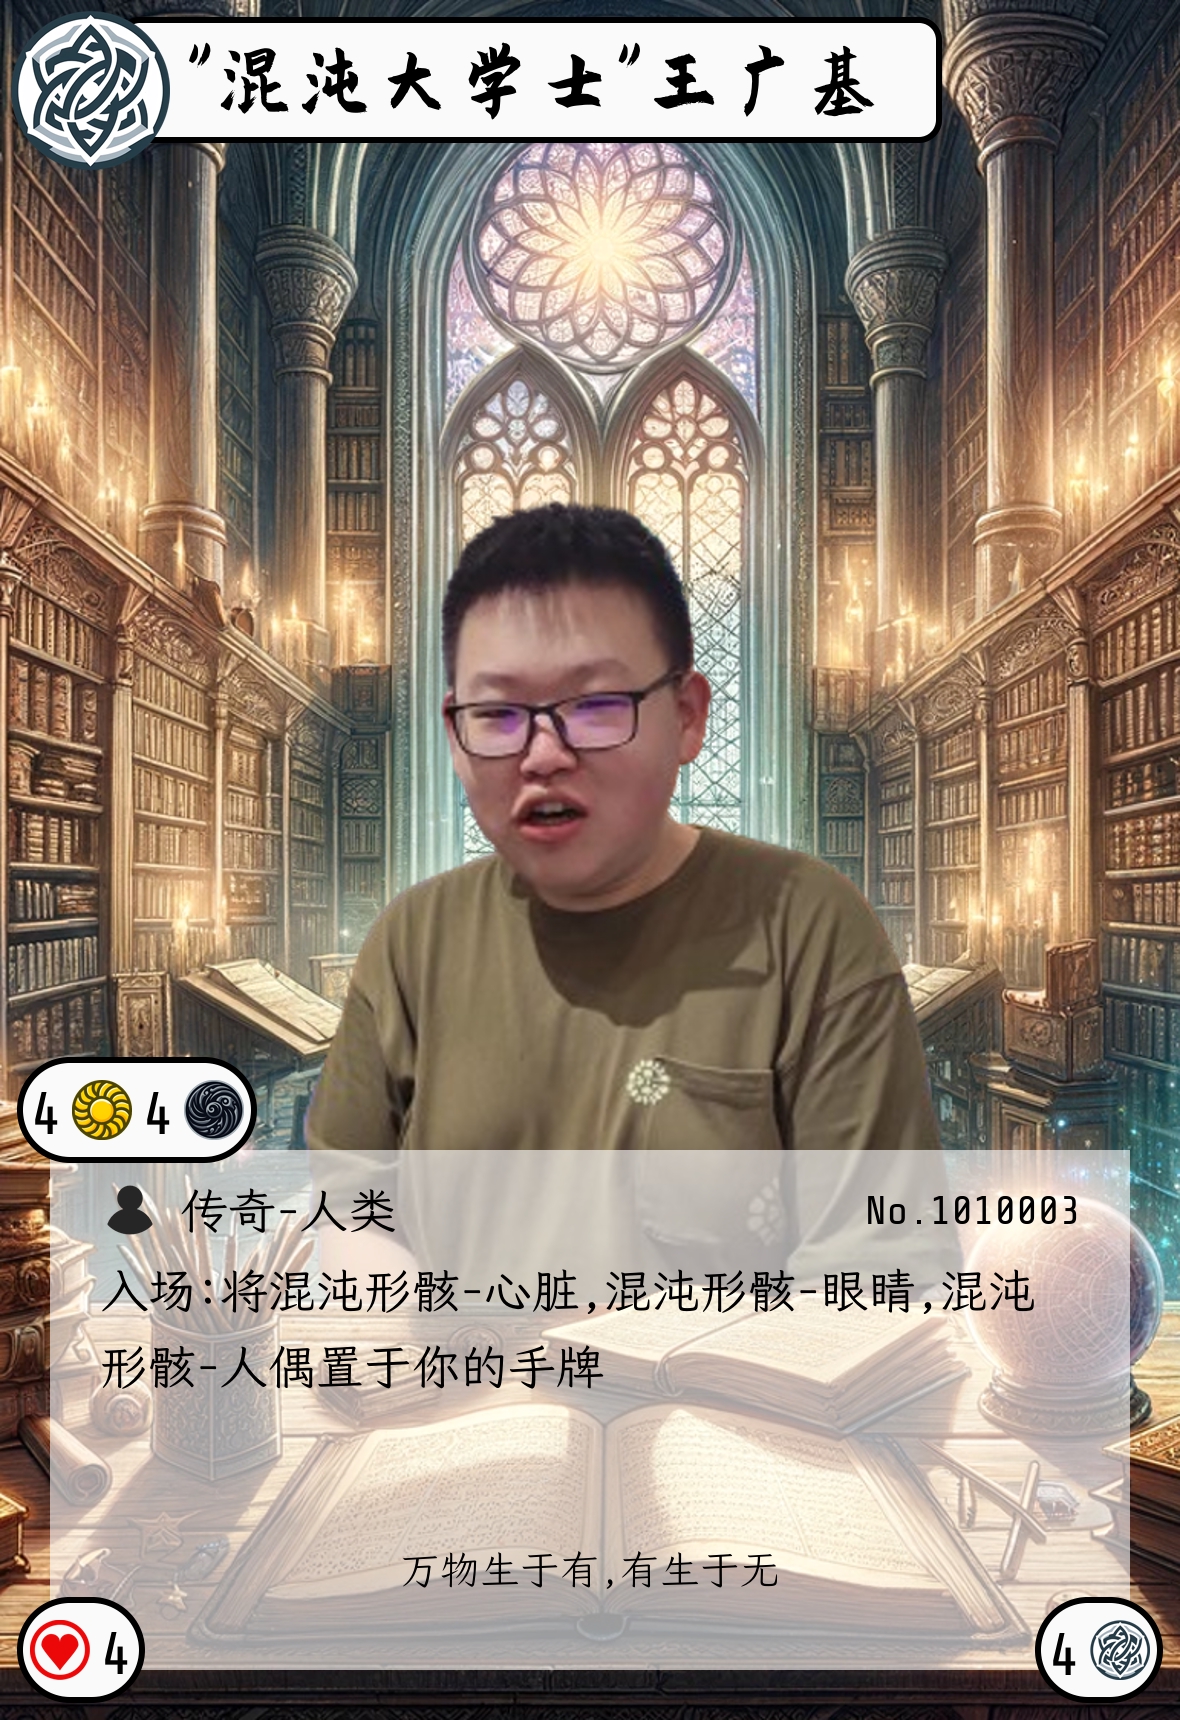 "混沌大学士"王广基
4 4
传奇-人类
No.1010003
入场:将混沌形骸-心脏,混沌形骸-眼睛,混沌
形骸-人偶置于你的手牌
万物生于有,有生于无
4
4